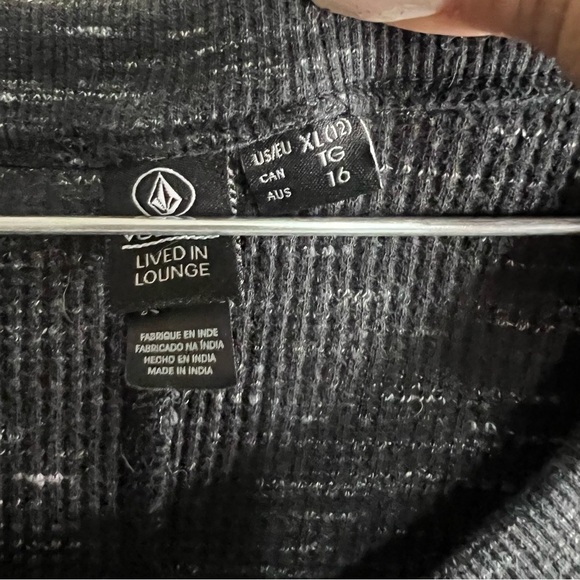 US/EU XL(12)
CAN TG
AUS 16
LIVED IN
LOUNGE
FABRIQUE EN INDE
FABRICADO NA ÍNDIA
HECHO EN INDIA
MADE IN INDIA